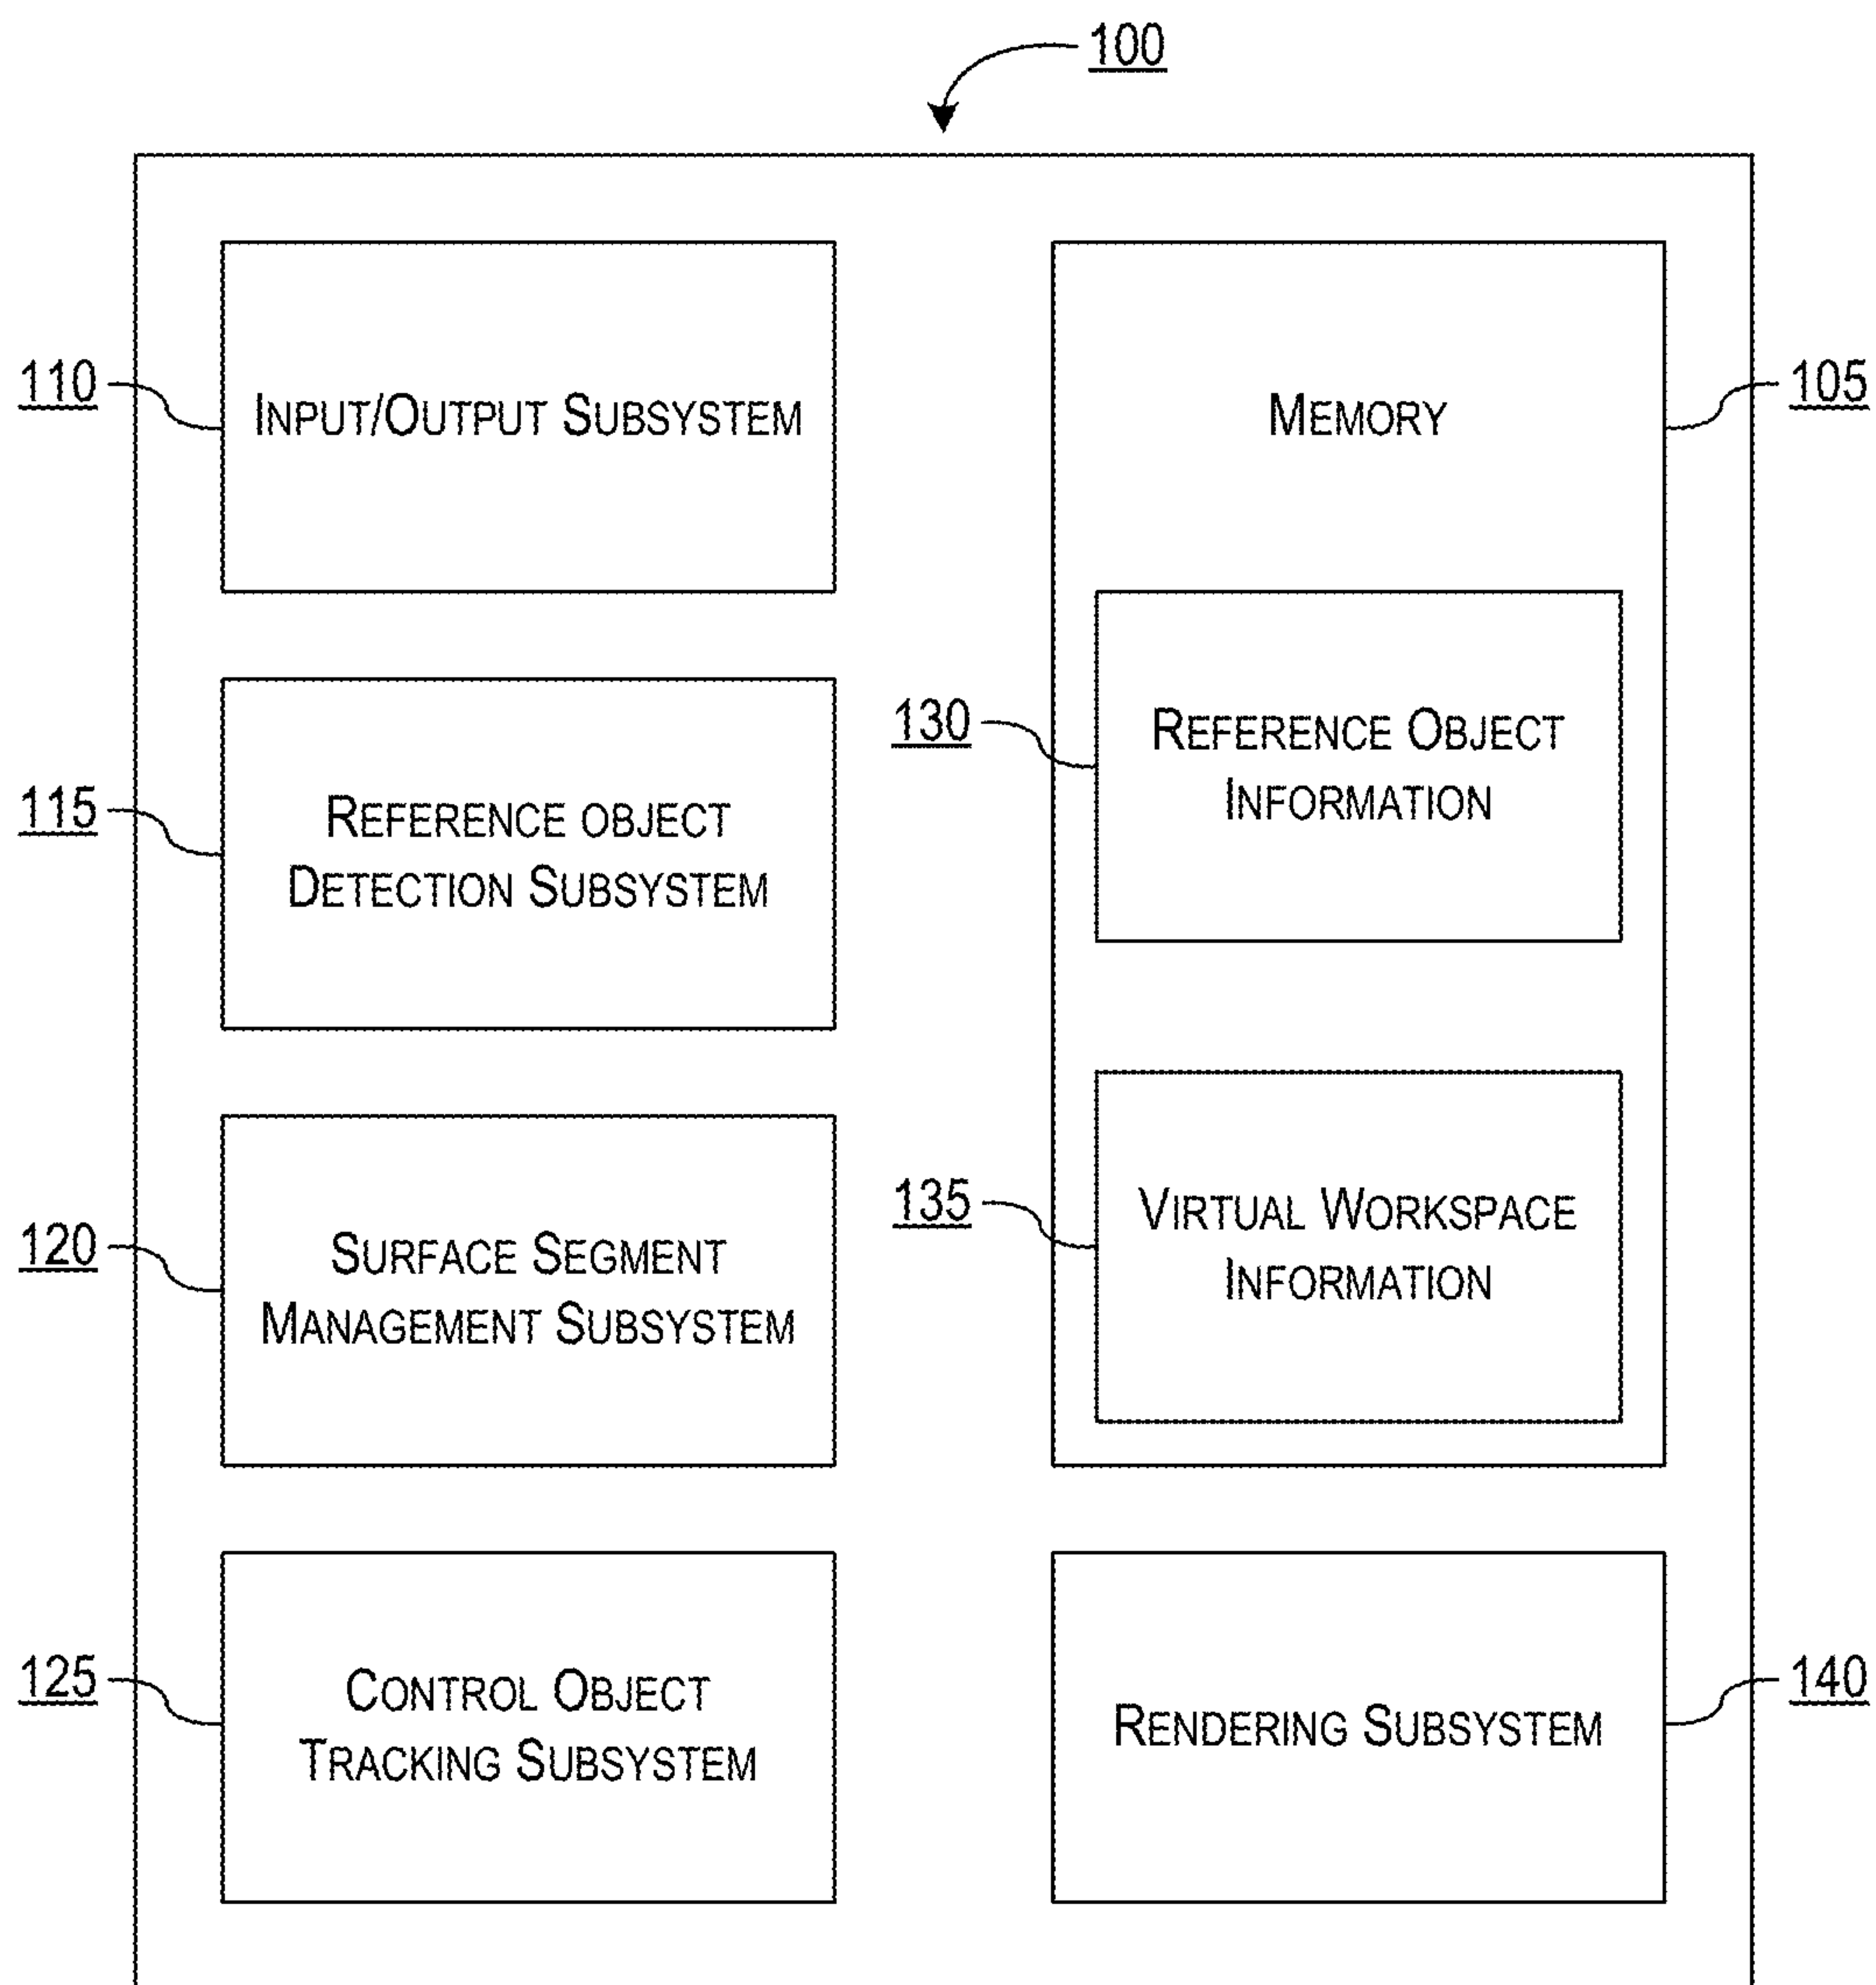 100
110
INPUT/OUTPUT SUBSYSTEM
MEMORY
105
115
REFERENCE OBJECT
DETECTION SUBSYSTEM
130
REFERENCE OBJECT
INFORMATION
120
SURFACE SEGMENT
MANAGEMENT SUBSYSTEM
135
VIRTUAL WORKSPACE
INFORMATION
125
CONTROL OBJECT
TRACKING SUBSYSTEM
RENDERING SUBSYSTEM
140